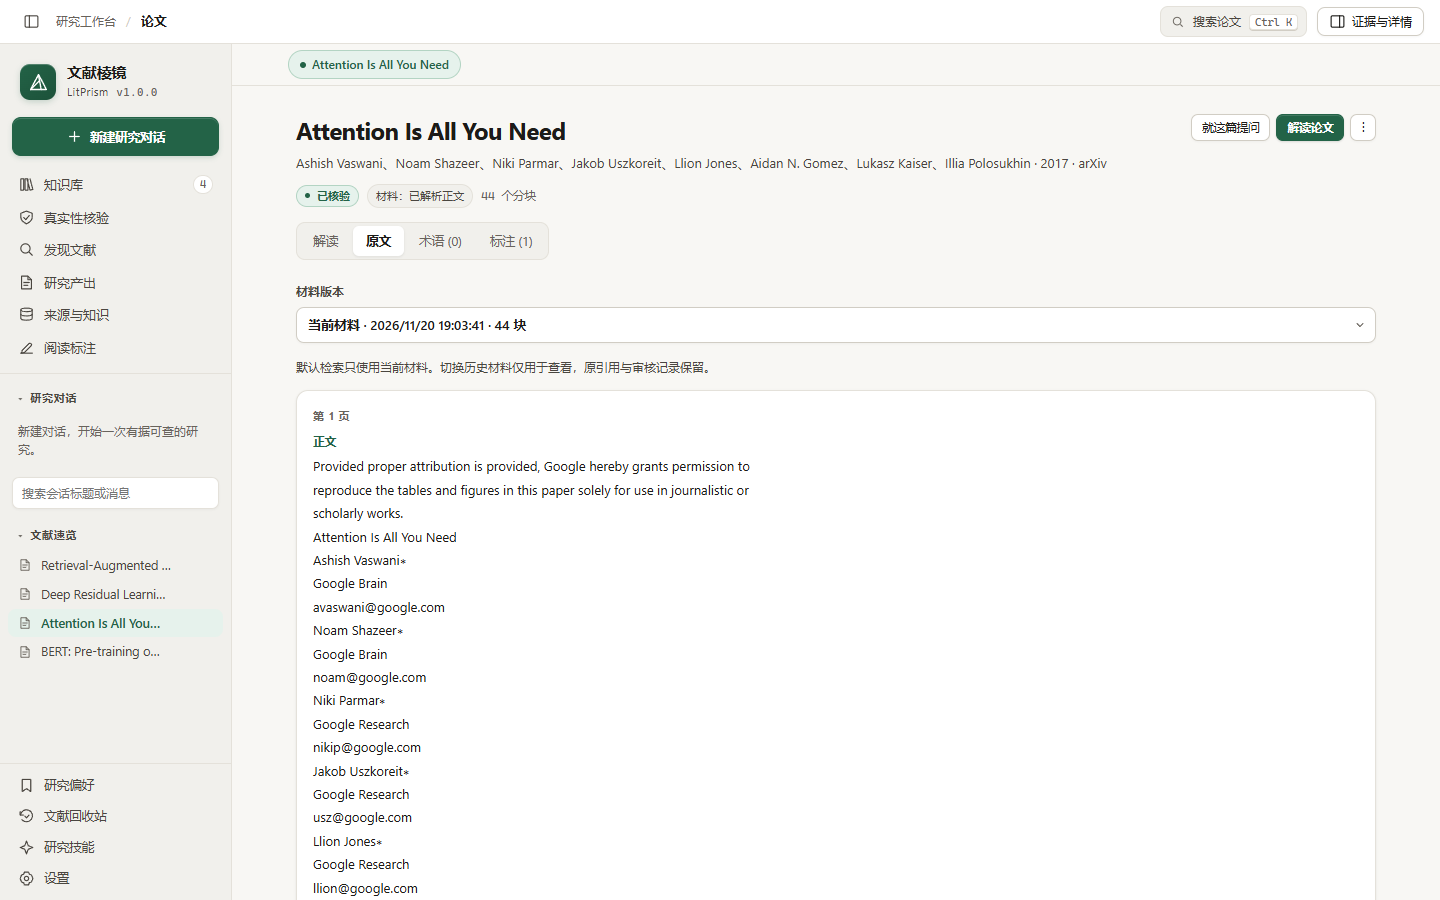 研究工作台 / 论文
搜索论文 Ctrl K
证据与详情
文献棱镜
LitPrism v1.0.0
新建研究对话
知识库 4
真实性核验
发现文献
研究产出
来源与知识
阅读标注
研究对话
新建对话，开始一次有据可查的研
究。
搜索会话标题或消息
文献速览
Retrieval-Augmented ...
Deep Residual Learni...
Attention Is All You...
BERT: Pre-training o...
研究偏好
文献回收站
研究技能
设置
Attention Is All You Need
Attention Is All You Need
就这篇提问
解读论文
Ashish Vaswani、Noam Shazeer、Niki Parmar、Jakob Uszkoreit、Llion Jones、Aidan N. Gomez、Lukasz Kaiser、Illia Polosukhin · 2017 · arXiv
已核验
材料：已解析正文
44 个分块
解读
原文
术语 (0)
标注 (1)
材料版本
当前材料 · 2026/11/20 19:03:41 · 44 块
默认检索只使用当前材料。切换历史材料仅用于查看，原引用与审核记录保留。
第 1 页
正文
Provided proper attribution is provided, Google hereby grants permission to
reproduce the tables and figures in this paper solely for use in journalistic or
scholarly works.
Attention Is All You Need
Ashish Vaswani∗
Google Brain
avaswani@google.com
Noam Shazeer∗
Google Brain
noam@google.com
Niki Parmar∗
Google Research
nikip@google.com
Jakob Uszkoreit∗
Google Research
usz@google.com
Llion Jones∗
Google Research
llion@google.com